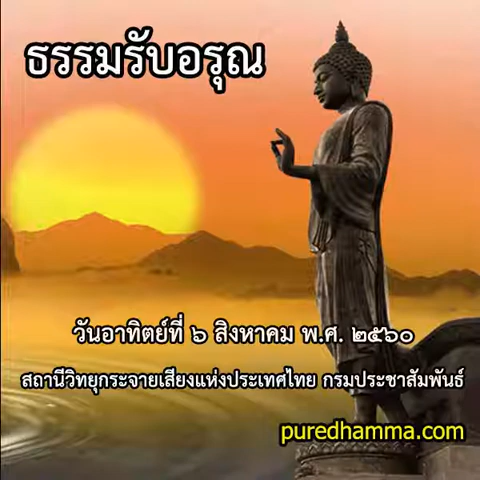 ธรรมรับอรุณ
วันอาทิตย์ที่ ๖ สิงหาคม พ.ศ. ๒๕๖๐
สถานีวิทยุกระจายเสียงแห่งประเทศไทย กรมประชาสัมพันธ์
puredhamma.com